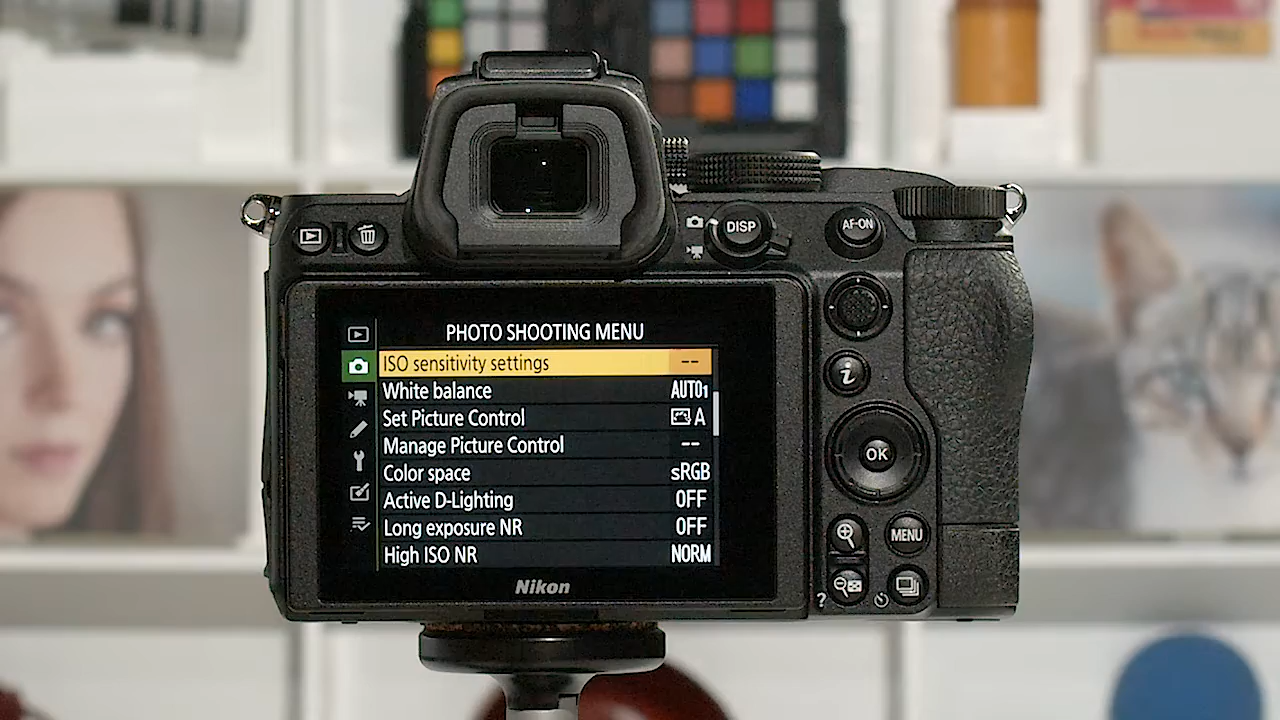 DISP
AF-ON
PHOTO SHOOTING MENU
ISO sensitivity settings --
White balance AUTO1
Set Picture Control A
Manage Picture Control --
Color space sRGB
Active D-Lighting OFF
Long exposure NR OFF
High ISO NR NORM
Nikon
i
OK
MENU
?